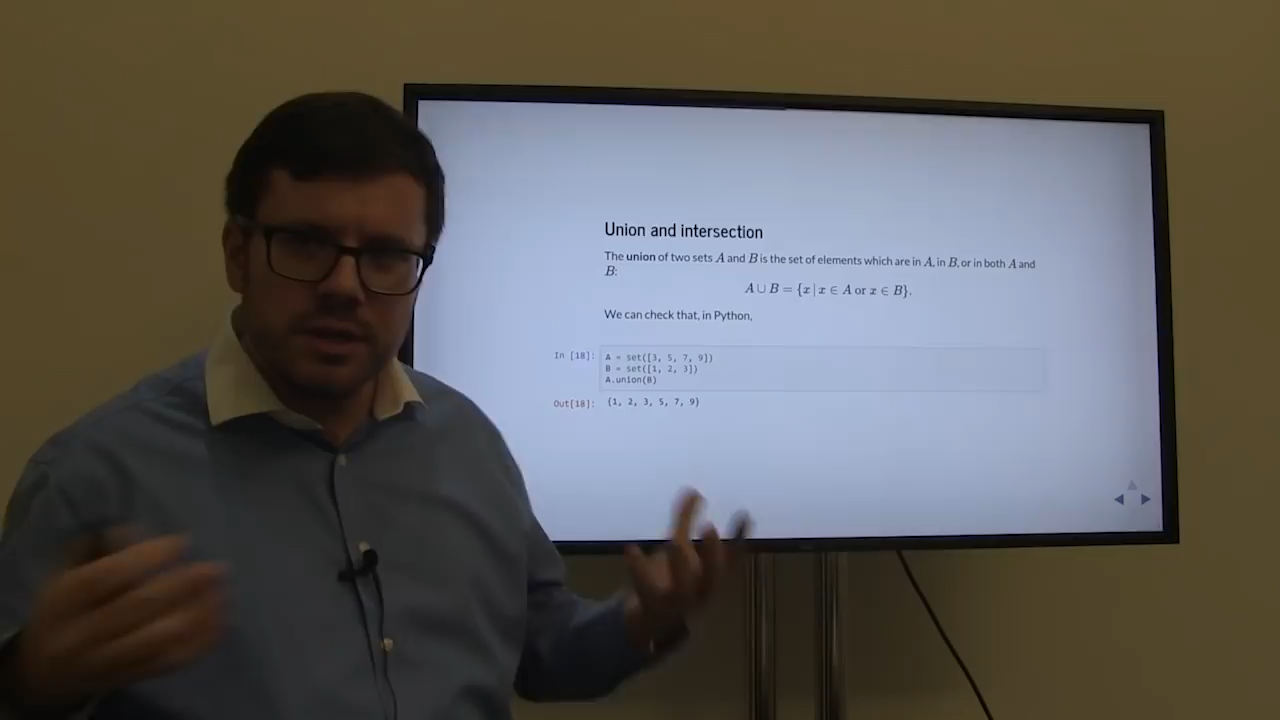 Union and intersection
The union of two sets A and B is the set of elements which are in A, in B, or in both A and
B:
A ∪ B = {x | x ∈ A or x ∈ B}.
We can check that, in Python,
In [18]: A = set([3, 5, 7, 9])
B = set([1, 2, 3])
A.union(B)
Out[18]: {1, 2, 3, 5, 7, 9}